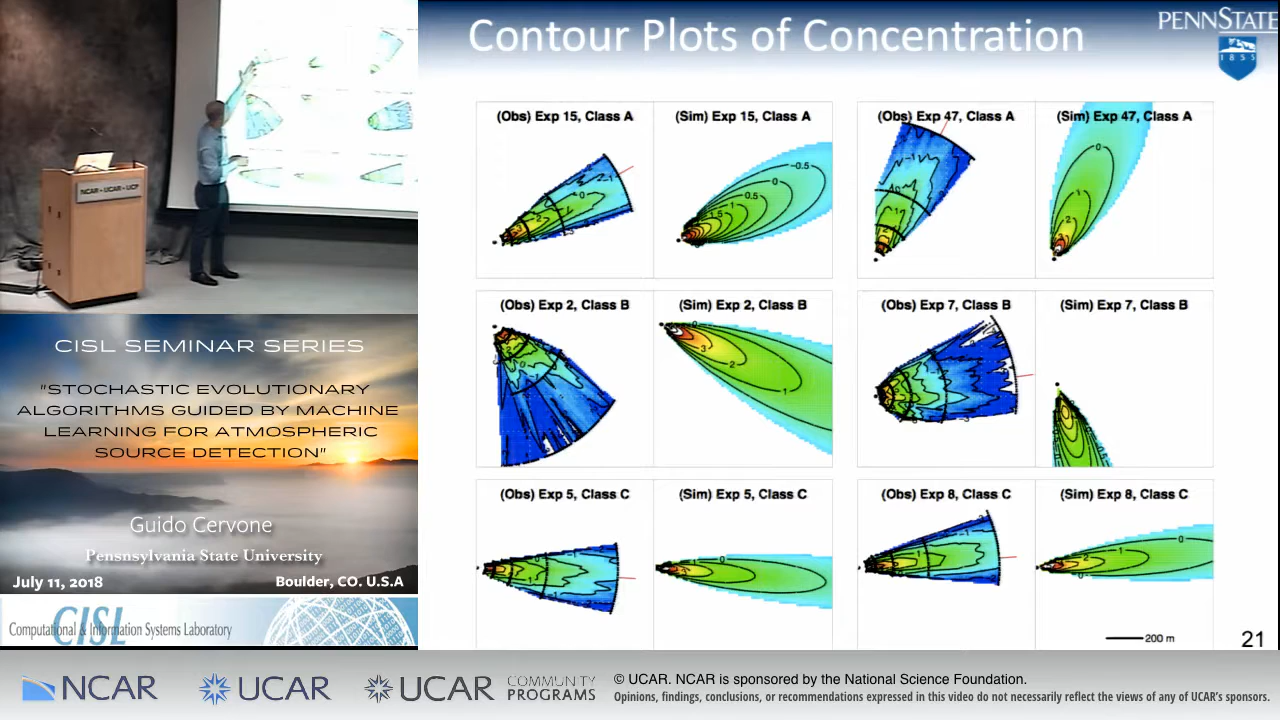 Contour Plots of Concentration
PENNSTATE
1855
(Obs) Exp 15, Class A
(Sim) Exp 15, Class A
(Obs) Exp 47, Class A
(Sim) Exp 47, Class A
(Obs) Exp 2, Class B
(Sim) Exp 2, Class B
(Obs) Exp 7, Class B
(Sim) Exp 7, Class B
(Obs) Exp 5, Class C
(Sim) Exp 5, Class C
(Obs) Exp 8, Class C
(Sim) Exp 8, Class C
200 m
21
NCAR • UCAR • UCP
CISL SEMINAR SERIES
"STOCHASTIC EVOLUTIONARY
ALGORITHMS GUIDED BY MACHINE
LEARNING FOR ATMOSPHERIC
SOURCE DETECTION"
Guido Cervone
Pensnsylvania State University
July 11, 2018
Boulder, CO. U.S.A
CISL
Computational & Information Systems Laboratory
NCAR
UCAR
UCAR
COMMUNITY
PROGRAMS
© UCAR. NCAR is sponsored by the National Science Foundation.
Opinions, findings, conclusions, or recommendations expressed in this video do not necessarily reflect the views of any of UCAR's sponsors.